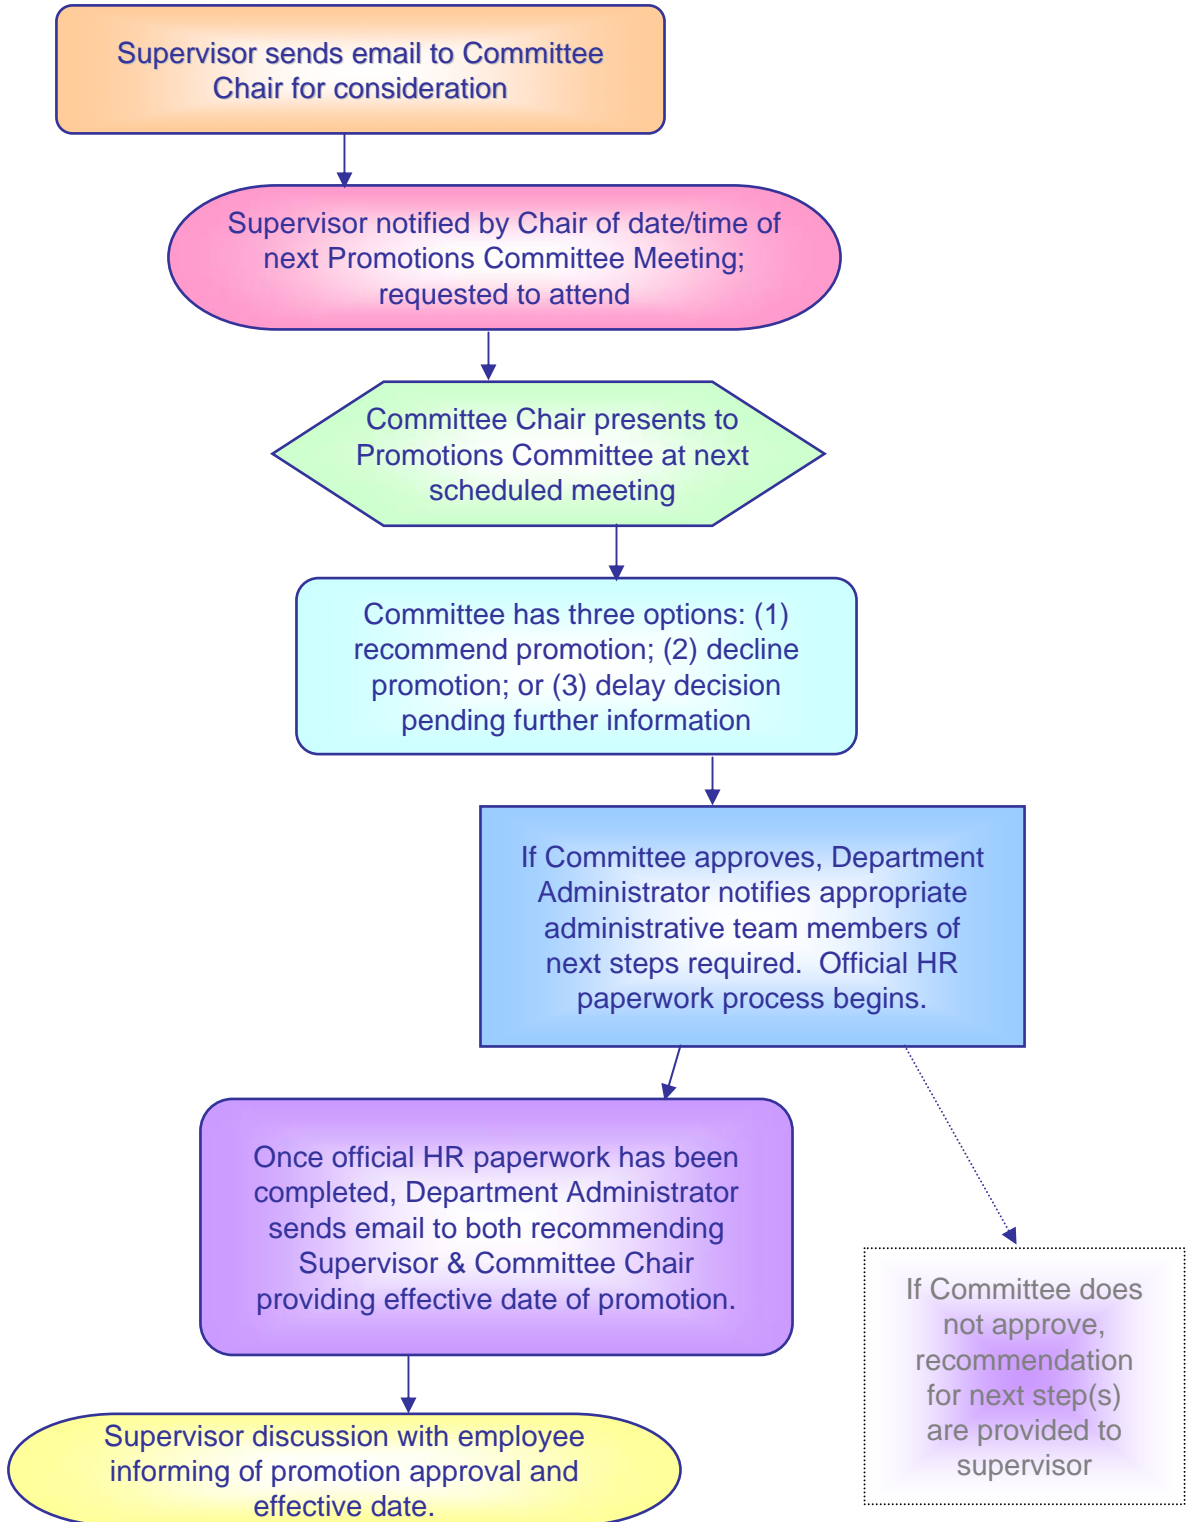 Supervisor sends email to Committee
Chair for consideration
Supervisor notified by Chair of date/time of
next Promotions Committee Meeting;
requested to attend
Committee Chair presents to
Promotions Committee at next
scheduled meeting
Committee has three options: (1)
recommend promotion; (2) decline
promotion; or (3) delay decision
pending further information
If Committee approves, Department
Administrator notifies appropriate
administrative team members of
next steps required.  Official HR
paperwork process begins.
Once official HR paperwork has been
completed, Department Administrator
sends email to both recommending
Supervisor & Committee Chair
providing effective date of promotion.
If Committee does
not approve,
recommendation
for next step(s)
are provided to
supervisor
Supervisor discussion with employee
informing of promotion approval and
effective date.